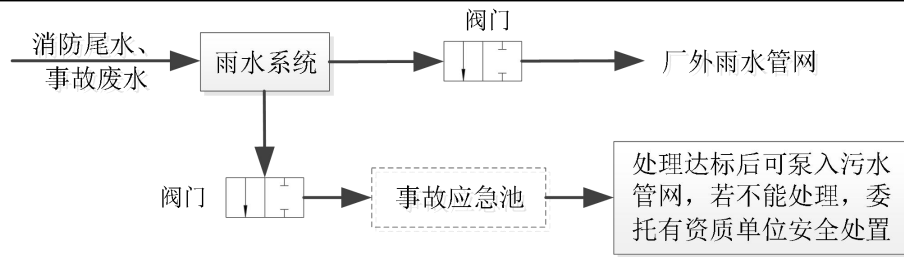 阀门
消防尾水、
事故废水
雨水系统
厂外雨水管网
阀门
事故应急池
处理达标后可泵入污水
管网，若不能处理，委
托有资质单位安全处置